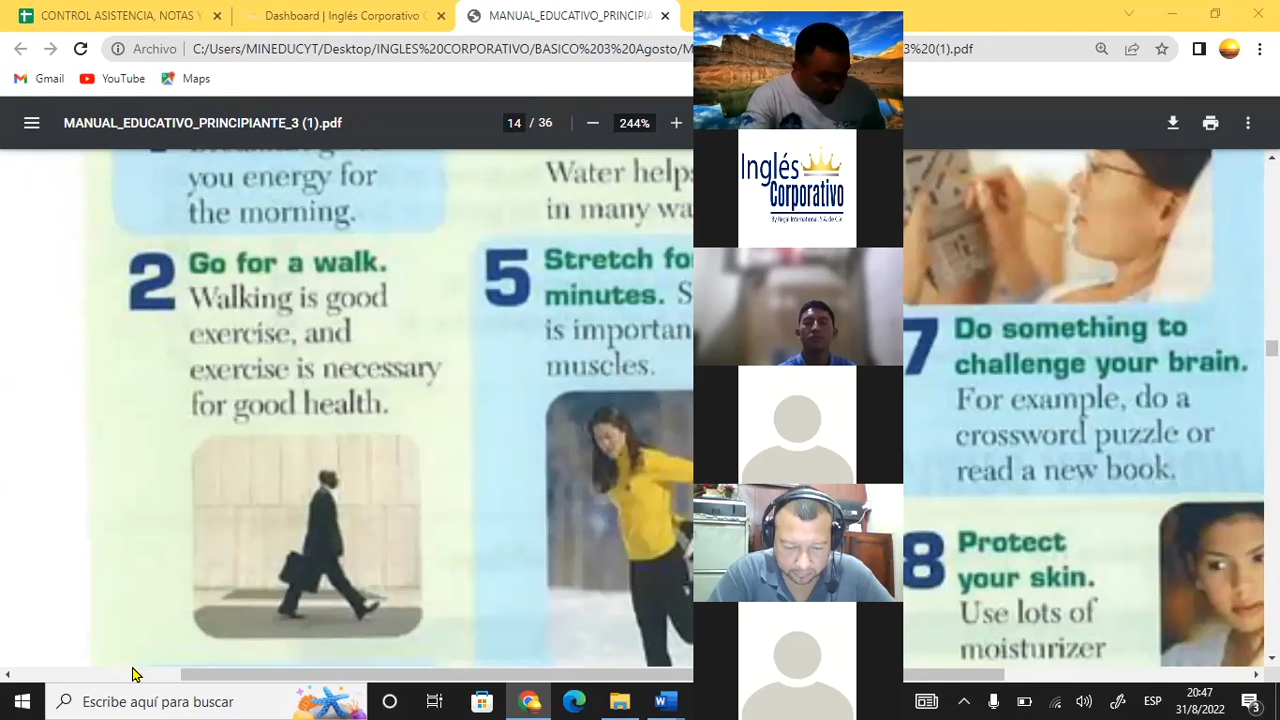 CONTROL ASISTENCIA, NOTAS Y
Dashboard | Inglés Corporativo
MANUAL_EDUCATIVO_PRINCIPIA
Archivo
C:/Users/MINEDUCYT/Desktop/INGLES%20CORPORATIVO/BASICO%203%20Agosto/M
3%20(1).pdf
Gmail
YouTube
Maps
MANUAL_EDUCATIVO_PRINCIPIANTE_3 (1).pdf
14 / 36
244%
you energy for
the morning.
2 Go for a walk.
Walking is good
exercise, and
exercise is necessary
for good health.
Water helps
in many wa
5 Stretch fo
minutes. S
is importan
muscles.
Inglés
Corporativo
7 Do something to
challenge your brain.
For example, do a
crossword puzzle or
read a new book.
8 Protect
your skin.
Use lots of
moisturizer
Escribe aquí para buscar
ESP
20:47
31/8/2022
3